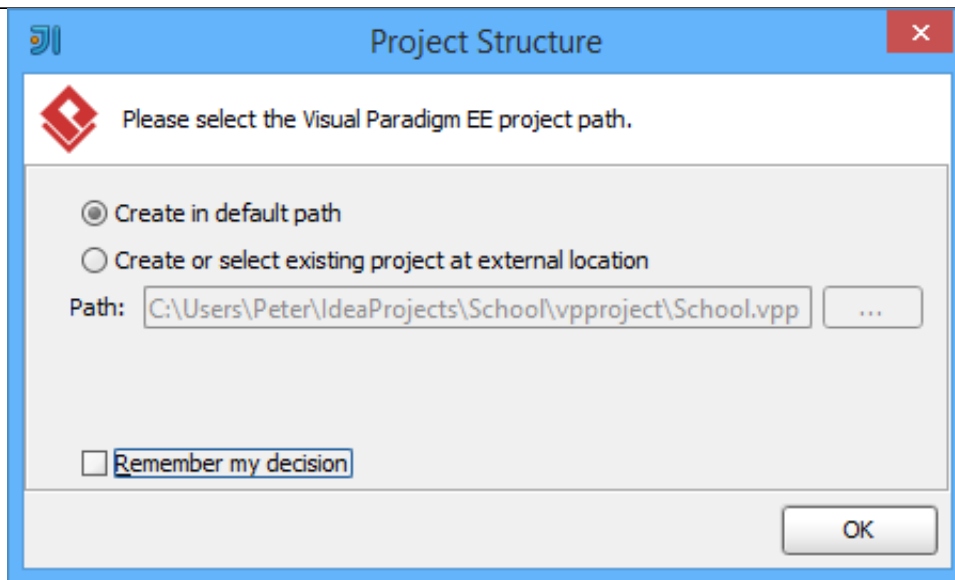 Project Structure
Please select the Visual Paradigm EE project path.
Create in default path
Create or select existing project at external location
Path: C:\Users\Peter\IdeaProjects\School\vpproject\School.vpp ...
Remember my decision
OK